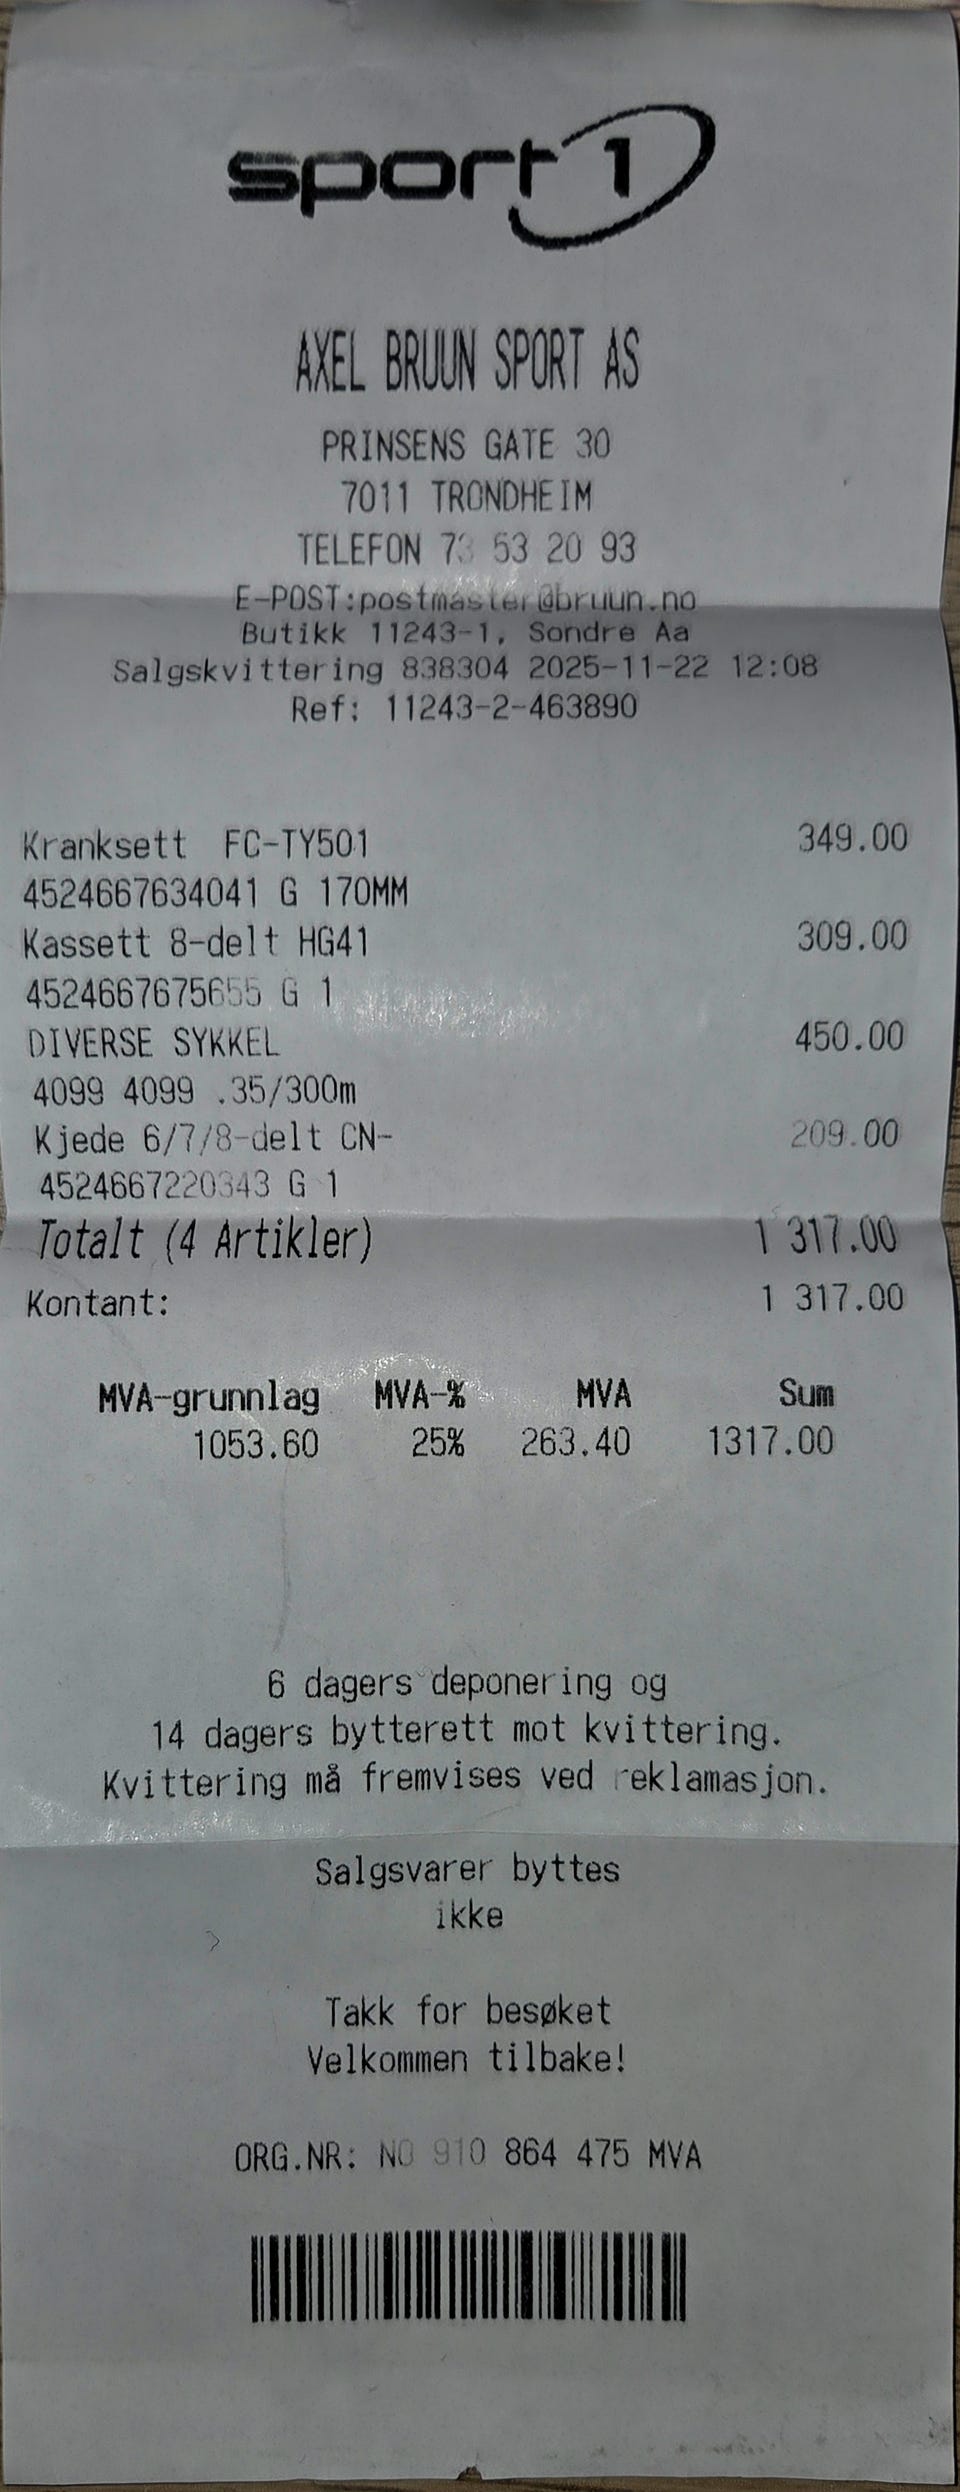 sport 1
AXEL BRUUN SPORT AS
PRINSENS GATE 30
7011 TRONDHEIM
TELEFON 73 53 20 93
E-POST:postmaster@bruun.no
Butikk 11243-1, Sondre Aa
Salgskvittering 838304 2025-11-22 12:08
Ref: 11243-2-463890
Kranksett FC-TY501 349.00
4524667634041 G 170MM
Kassett 8-delt HG41 309.00
4524667675655 G 1
DIVERSE SYKKEL 450.00
4099 4099 .35/300m
Kjede 6/7/8-delt CN- 209.00
4524667220343 G 1
Totalt (4 Artikler) 1 317.00
Kontant: 1 317.00
MVA-grunnlag MVA-% MVA Sum
1053.60 25% 263.40 1317.00
6 dagers deponering og
14 dagers bytterett mot kvittering.
Kvittering må fremvises ved reklamasjon.
Salgsvarer byttes
ikke
Takk for besøket
Velkommen tilbake!
ORG.NR: NO 910 864 475 MVA